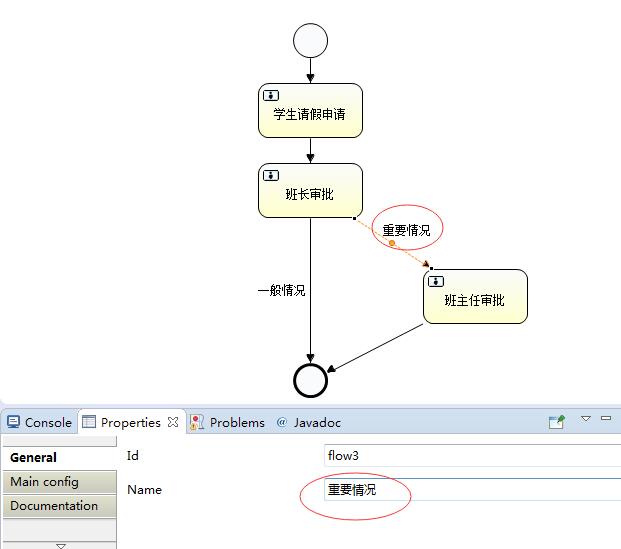 学生请假申请
班长审批
重要情况
一般情况
班主任审批
Console Properties Problems @ Javadoc
General
Id flow3
Main config
Name 重要情况
Documentation